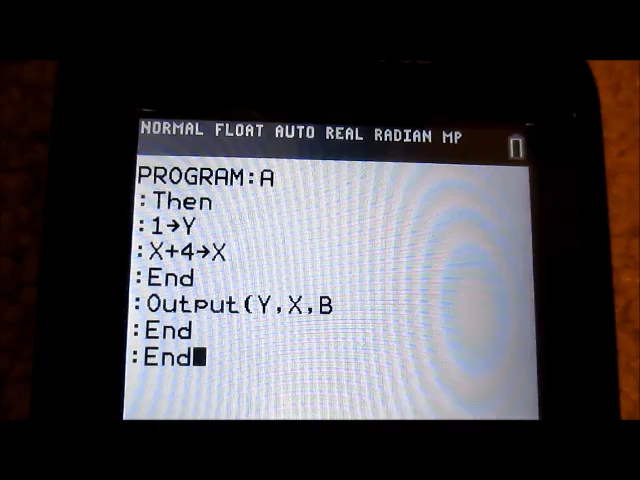 NORMAL FLOAT AUTO REAL RADIAN MP
PROGRAM:A
:Then
:1→Y
:X+4→X
:End
:Output(Y,X,B
:End
:End